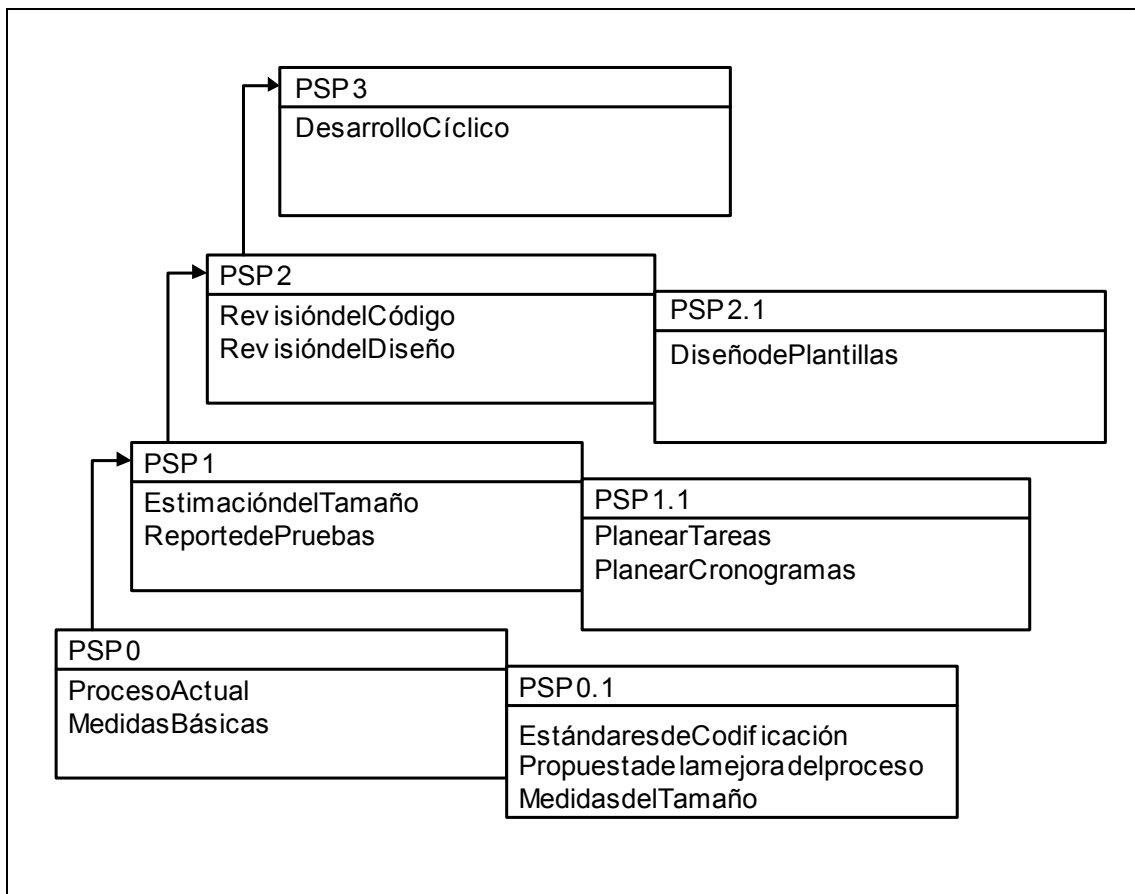 PSP3
DesarrolloCíclico
PSP2
RevisióndelCódigo
RevisióndelDiseño
PSP2.1
DiseñodePlantillas
PSP1
EstimacióndelTamaño
ReportedePruebas
PSP1.1
PlanearTareas
PlanearCronogramas
PSP0
ProcesoActual
MedidasBásicas
PSP0.1
EstándaresdeCodificación
Propuestadelamejoradelproceso
MedidasdelTamaño